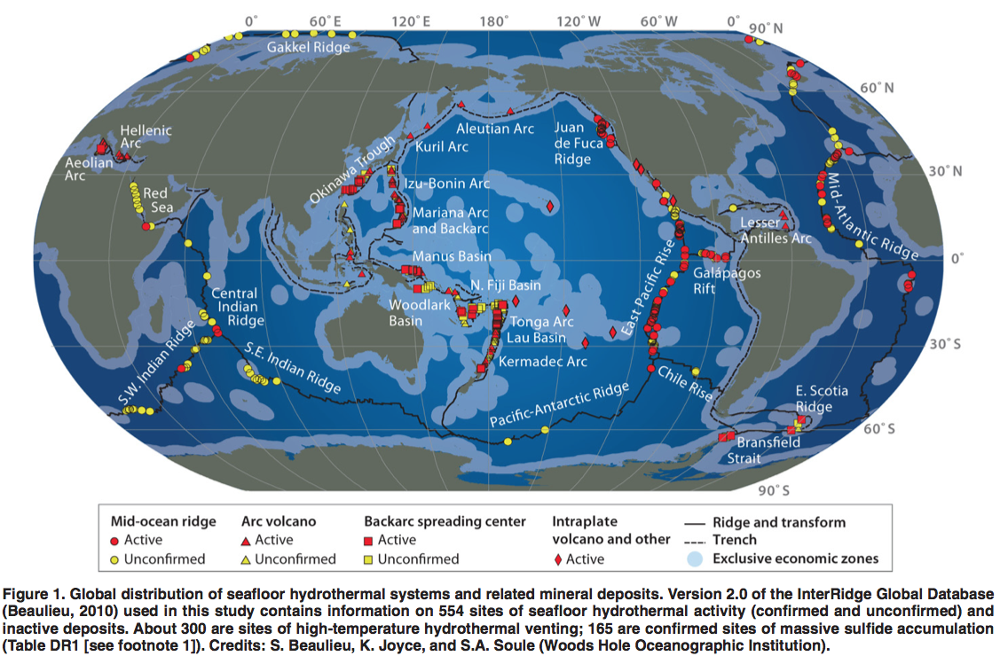 0° 60°E 120°E 180° 120°W 60°W 0° 90°N
Gakkel Ridge
60°N
Hellenic
Arc
Aeolian
Arc
Aleutian Arc
Kuril Arc
Juan
de Fuca
Ridge
Okinawa Trough
30°N
Red
Sea
Izu-Bonin Arc
Mariana Arc
and Backarc
Mid-Atlantic Ridge
Lesser
Antilles Arc
Manus Basin
0°
Galápagos
Rift
East Pacific Rise
N. Fiji Basin
Central
Indian
Ridge
Woodlark
Basin
Tonga Arc
Lau Basin
30°S
Kermadec Arc
S.W. Indian Ridge
S.E. Indian Ridge
Chile Rise
Pacific-Antarctic Ridge
E. Scotia
Ridge
60°S
Bransfield
Strait
90°S
Mid-ocean ridge
Active
Unconfirmed
Arc volcano
Active
Unconfirmed
Backarc spreading center
Active
Unconfirmed
Intraplate
volcano and other
Active
Ridge and transform
Trench
Exclusive economic zones
Figure 1. Global distribution of seafloor hydrothermal systems and related mineral deposits. Version 2.0 of the InterRidge Global Database
(Beaulieu, 2010) used in this study contains information on 554 sites of seafloor hydrothermal activity (confirmed and unconfirmed) and
inactive deposits. About 300 are sites of high-temperature hydrothermal venting; 165 are confirmed sites of massive sulfide accumulation
(Table DR1 [see footnote 1]). Credits: S. Beaulieu, K. Joyce, and S.A. Soule (Woods Hole Oceanographic Institution).